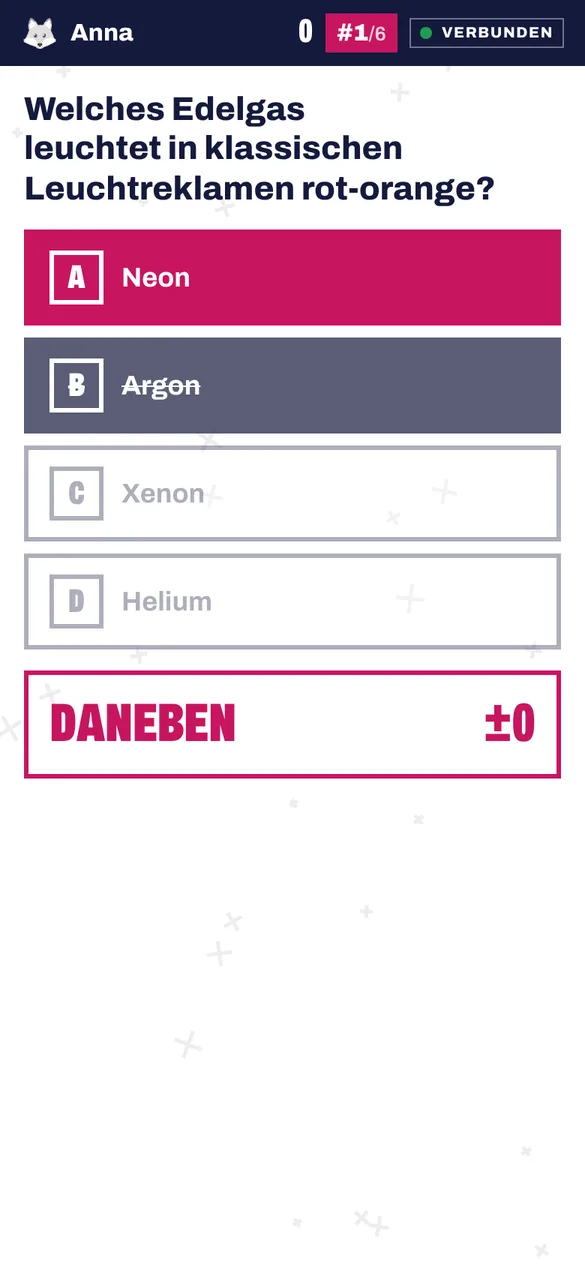 Anna 0 #1/6 VERBUNDEN
Welches Edelgas
leuchtet in klassischen
Leuchtreklamen rot-orange?
A Neon
B Argon
C Xenon
D Helium
DANEBEN ±0